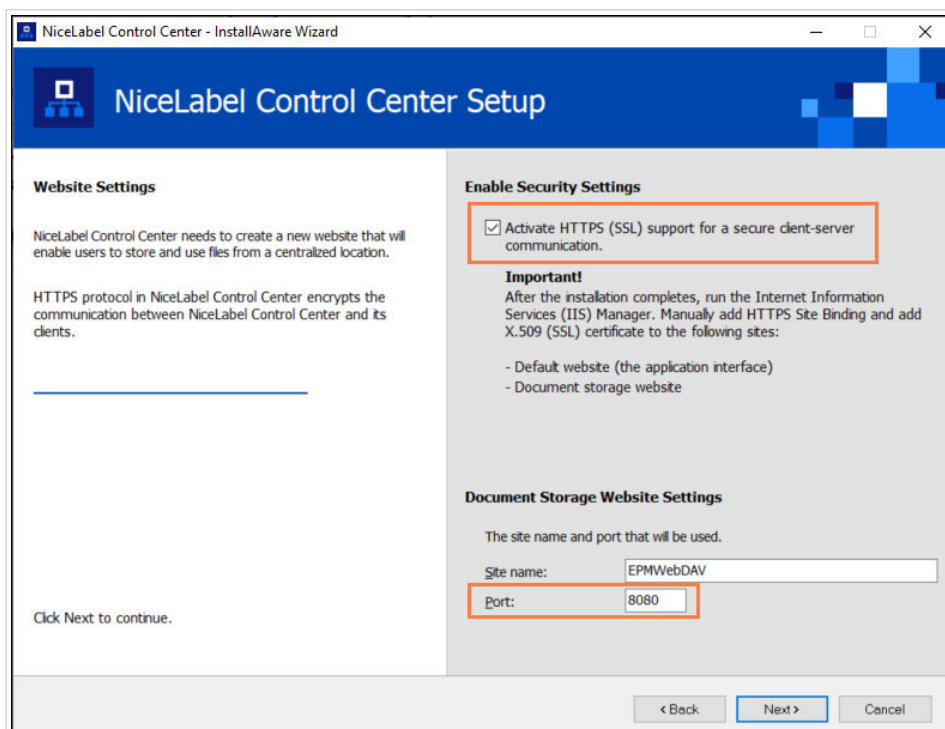 NiceLabel Control Center - InstallAware Wizard
NiceLabel Control Center Setup
Website Settings
NiceLabel Control Center needs to create a new website that will
enable users to store and use files from a centralized location.
HTTPS protocol in NiceLabel Control Center encrypts the
communication between NiceLabel Control Center and its
clients.
Click Next to continue.
Enable Security Settings
Activate HTTPS (SSL) support for a secure client-server
communication.
Important!
After the installation completes, run the Internet Information
Services (IIS) Manager. Manually add HTTPS Site Binding and add
X.509 (SSL) certificate to the following sites:
- Default website (the application interface)
- Document storage website
Document Storage Website Settings
The site name and port that will be used.
Site name: EPMWebDAV
Port: 8080
< Back Next > Cancel